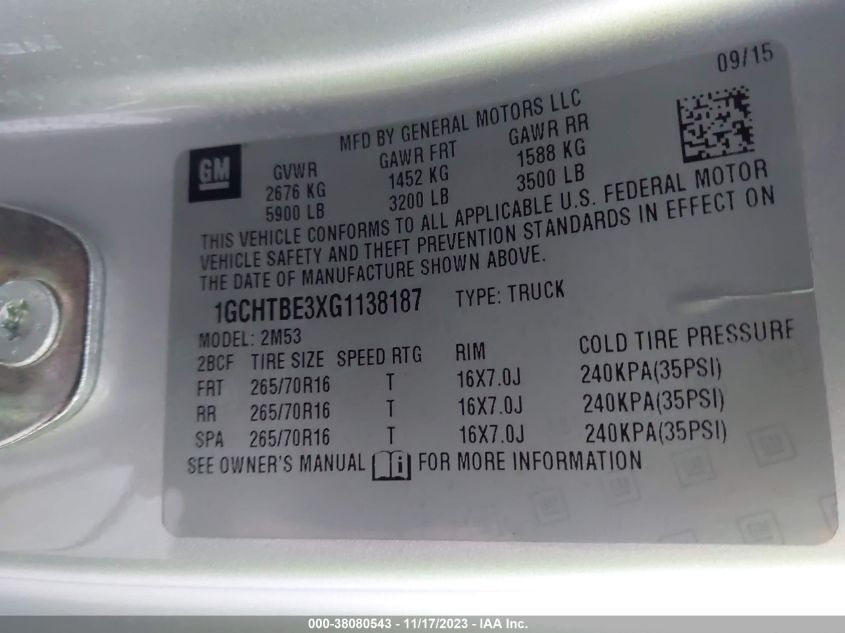 09/15
MFD BY GENERAL MOTORS LLC
GM
GVWR GAWR FRT GAWR RR
2676 KG 1452 KG 1588 KG
5900 LB 3200 LB 3500 LB
THIS VEHICLE CONFORMS TO ALL APPLICABLE U.S. FEDERAL MOTOR
VEHICLE SAFETY AND THEFT PREVENTION STANDARDS IN EFFECT ON
THE DATE OF MANUFACTURE SHOWN ABOVE.
1GCHTBE3XG1138187 TYPE: TRUCK
MODEL: 2M53
2BCF TIRE SIZE SPEED RTG RIM COLD TIRE PRESSURE
FRT 265/70R16 T 16X7.0J 240KPA(35PSI)
RR 265/70R16 T 16X7.0J 240KPA(35PSI)
SPA 265/70R16 T 16X7.0J 240KPA(35PSI)
SEE OWNER'S MANUAL i FOR MORE INFORMATION
000-38080543 - 11/17/2023 - IAA Inc.